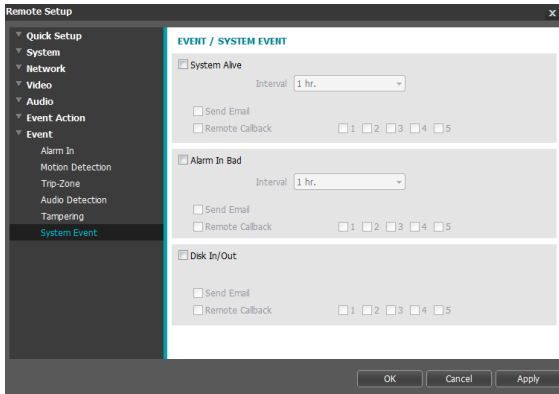 Remote Setup x
Quick Setup
System
Network
Video
Audio
Event Action
Event
Alarm In
Motion Detection
Trip-Zone
Audio Detection
Tampering
System Event
EVENT / SYSTEM EVENT
System Alive
Interval 1 hr.
Send Email
Remote Callback 1 2 3 4 5
Alarm In Bad
Interval 1 hr.
Send Email
Remote Callback 1 2 3 4 5
Disk In/Out
Send Email
Remote Callback 1 2 3 4 5
OK Cancel Apply